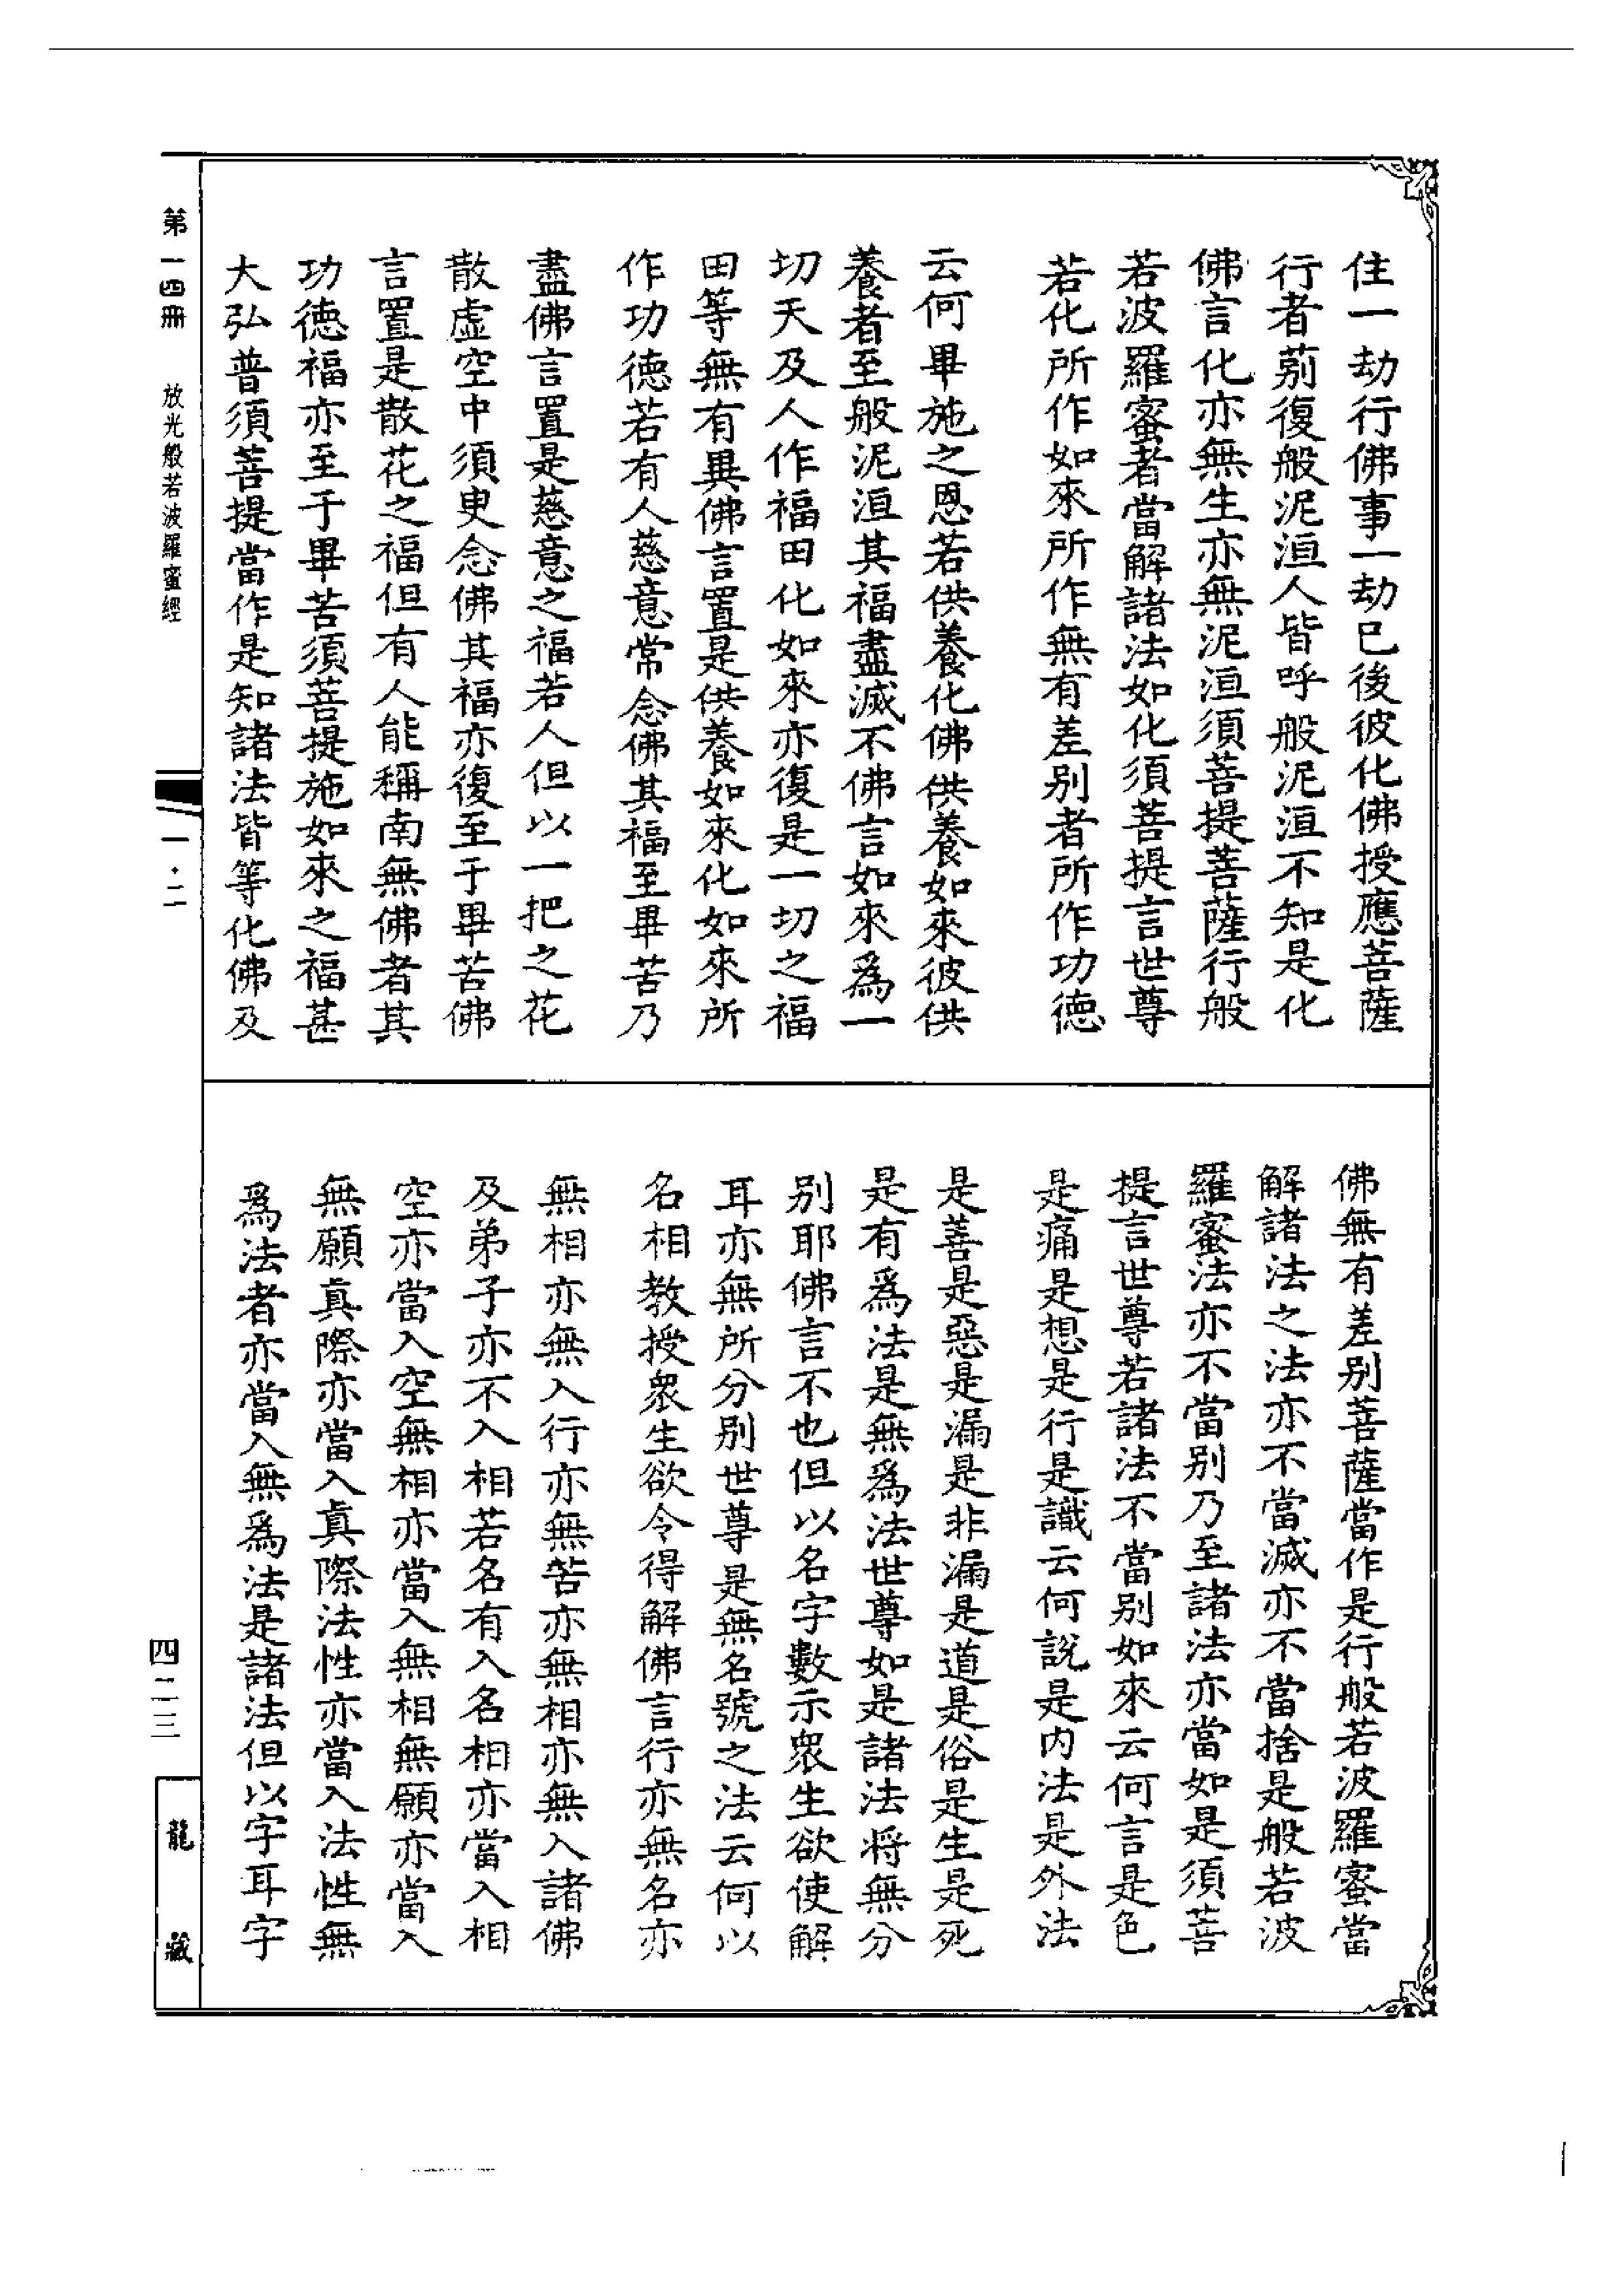 住一劫行佛事一劫已後彼化佛授應菩薩
行者莂復般泥洹人皆呼般泥洹不知是化
佛言化亦無生亦無泥洹須菩提菩薩行般
若波羅蜜者當解諸法如化須菩提言世尊
若化所作如來所作無有差别者所作功德
云何畢施之恩若供養化佛供養如來彼供
養者至般泥洹其福盡滅不佛言如來爲一
切天及人作福田化如來亦復是一切之福
田等無有異佛言置是供養如來化如來所
作功德若有人慈意常念佛其福至畢苦乃
盡佛言置是慈意之福若人但以一把之花
散虛空中須更念佛其福亦復至于畢苦佛
言置是散花之福但有人能稱南無佛者其
功德福亦至于畢苦須菩提施如來之福甚
大弘普須菩提當作是知諸法皆等化佛及
佛無有差别菩薩當作是行般若波羅蜜當
解諸法之法亦不當滅亦不當捨是般若波
羅蜜法亦不當别乃至諸法亦當如是須菩
提言世尊若諸法不當别如來云何言是色
是痛是想是行是識云何說是内法是外法
是善是惡是漏是非漏是道是俗是生是死
是有爲法是無爲法世尊如是諸法将無分
别耶佛言不也但以名字數示衆生欲使解
耳亦無所分别世尊是無名號之法云何以
名相教授衆生欲令得解佛言行亦無名亦
無相亦無入行亦無苦亦無相亦無入諸佛
及弟子亦不入相若名有入名相亦當入相
空亦當入空無相亦當入無相無願亦當入
無願真際亦當入真際法性亦當入法性無
爲法者亦當入無爲法是諸法但以字耳字
第一四冊 放光般若波羅蜜經
一·二
四二三
龍藏